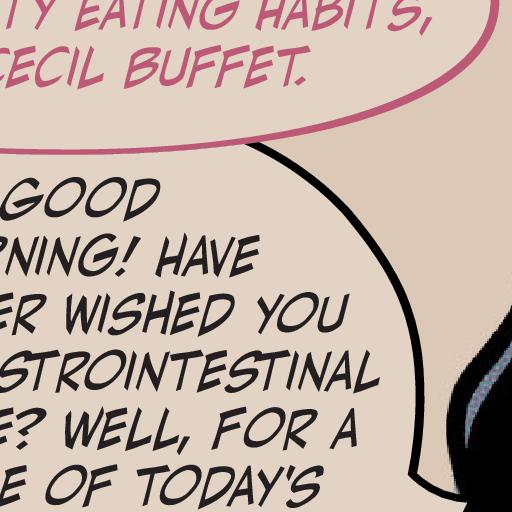 TY EATING HABITS,
CECIL BUFFET.
GOOD
RNING! HAVE
ER WISHED YOU
STROINTESTINAL
E? WELL, FOR A
E OF TODAY'S